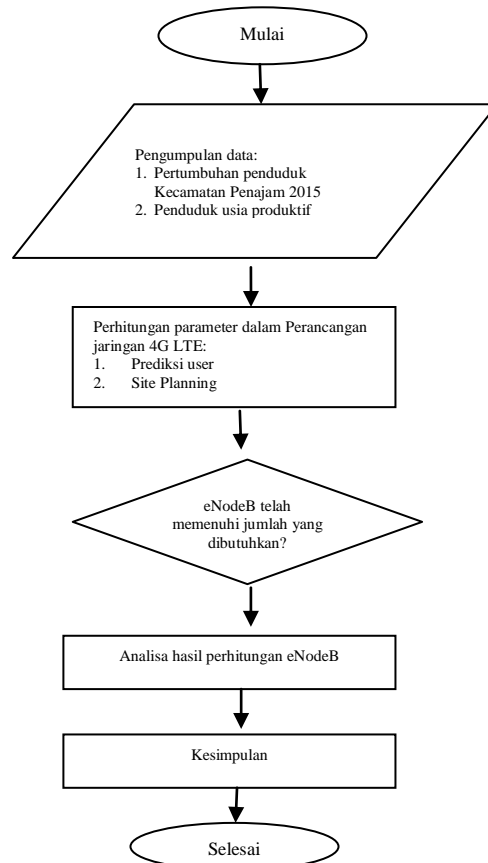 Mulai
Pengumpulan data:
1. Pertumbuhan penduduk
Kecamatan Penajam 2015
2. Penduduk usia produktif
Perhitungan parameter dalam Perancangan
jaringan 4G LTE:
1. Prediksi user
2. Site Planning
eNodeB telah
memenuhi jumlah yang
dibutuhkan?
Analisa hasil perhitungan eNodeB
Kesimpulan
Selesai